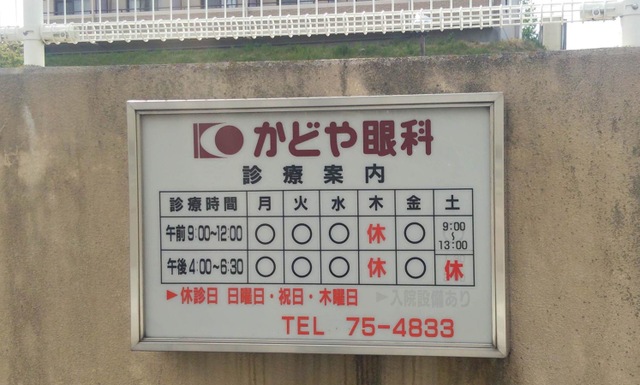 かどや眼科
診療案内
診療時間 月 火 水 木 金 土
午前 9:00~12:00 ○ ○ ○ 休 ○ 9:00~13:00
午後 4:00~6:30 ○ ○ ○ 休 ○ 休
▶休診日 日曜日・祝日・木曜日 ▶入院設備あり
TEL 75-4833